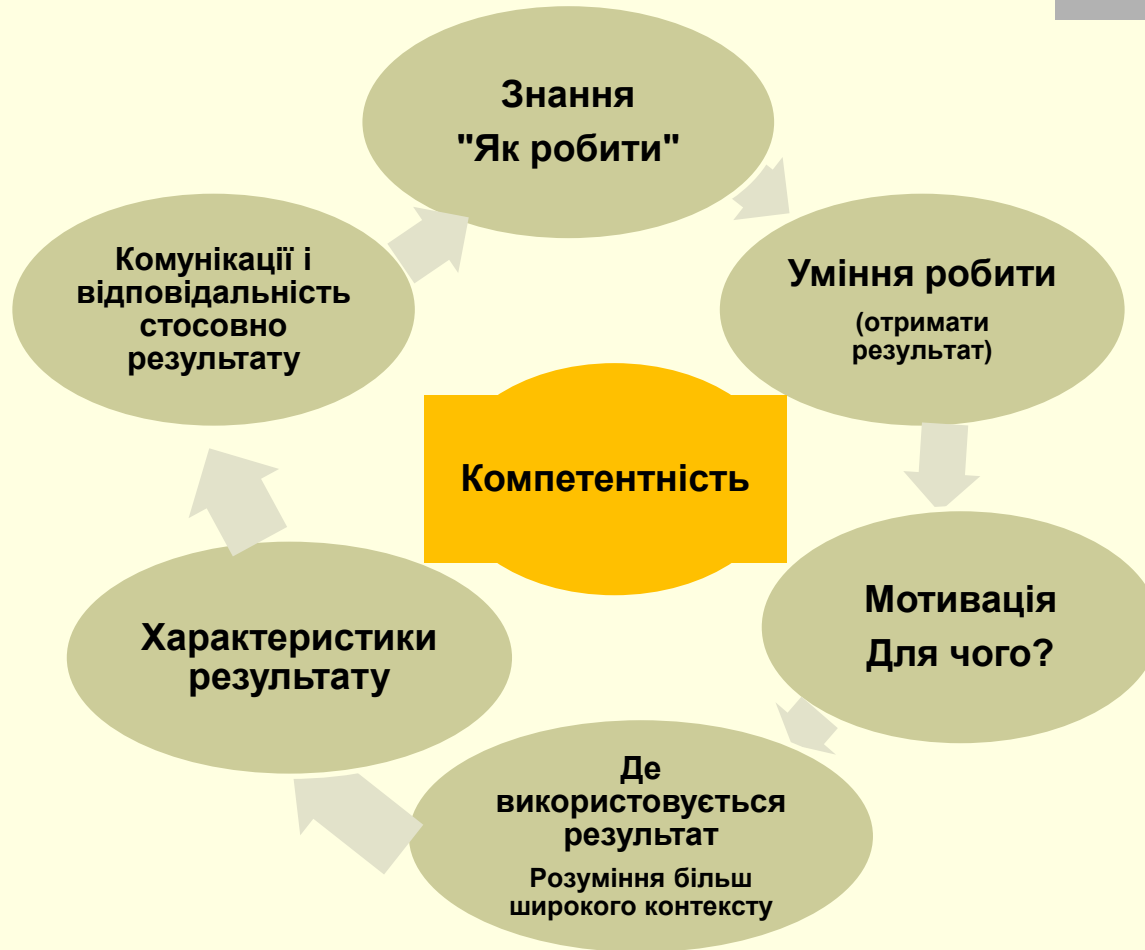 Знання
"Як робити"
Уміння робити
(отримати
результат)
Мотивація
Для чого?
Де
використовується
результат
Розуміння більш
широкого контексту
Характеристики
результату
Комунікації і
відповідальність
стосовно
результату
Компетентність